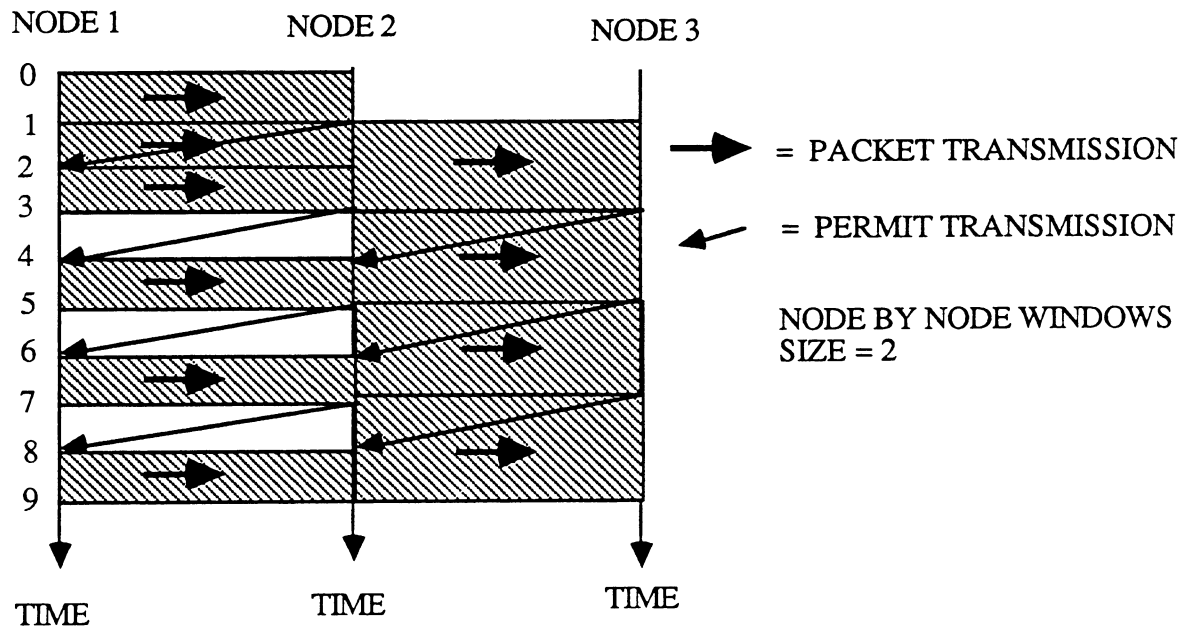 NODE 1
NODE 2
NODE 3
0
1
2
3
4
5
6
7
8
9
= PACKET TRANSMISSION
= PERMIT TRANSMISSION
NODE BY NODE WINDOWS
SIZE = 2
TIME
TIME
TIME